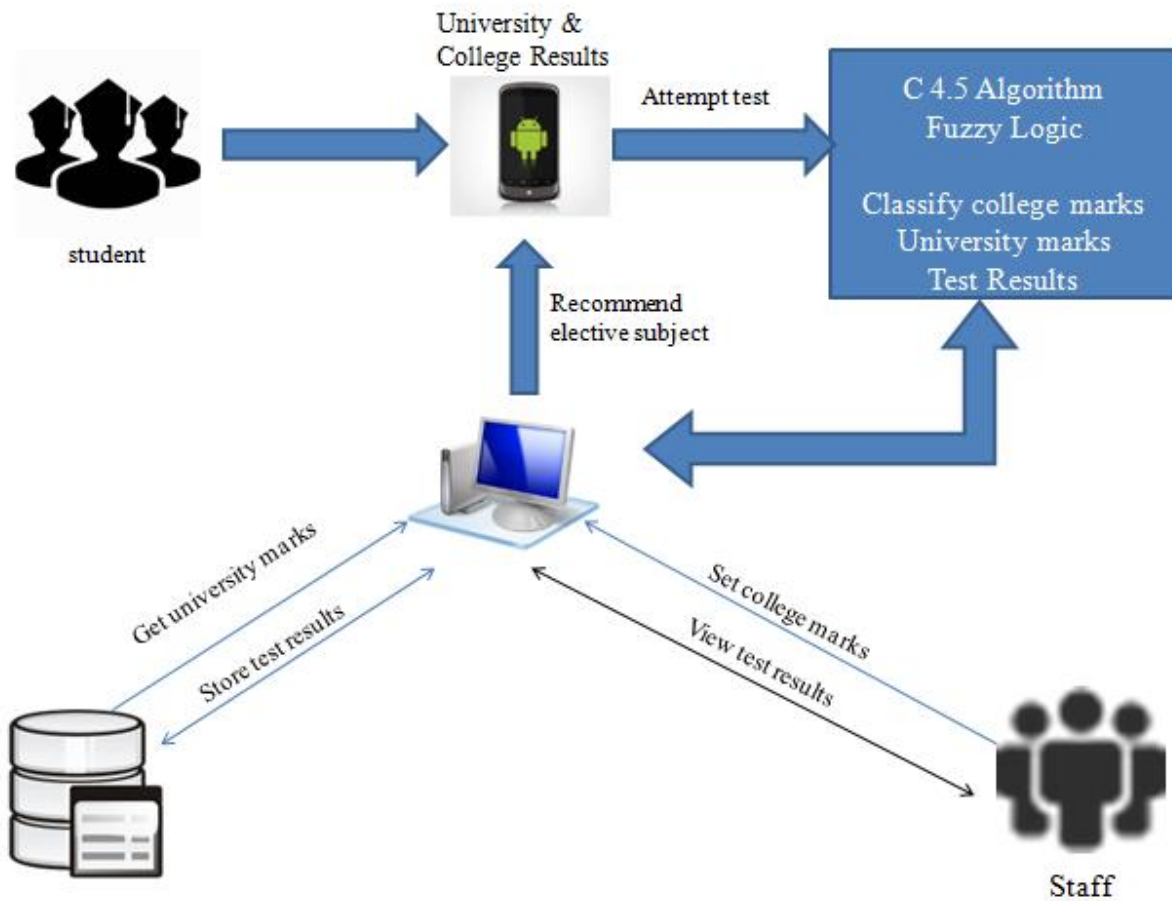 University &
College Results
Attempt test
C 4.5 Algorithm
Fuzzy Logic
Classify college marks
University marks
Test Results
student
Recommend
elective subject
Get university marks
Store test results
Set college marks
View test results
Staff